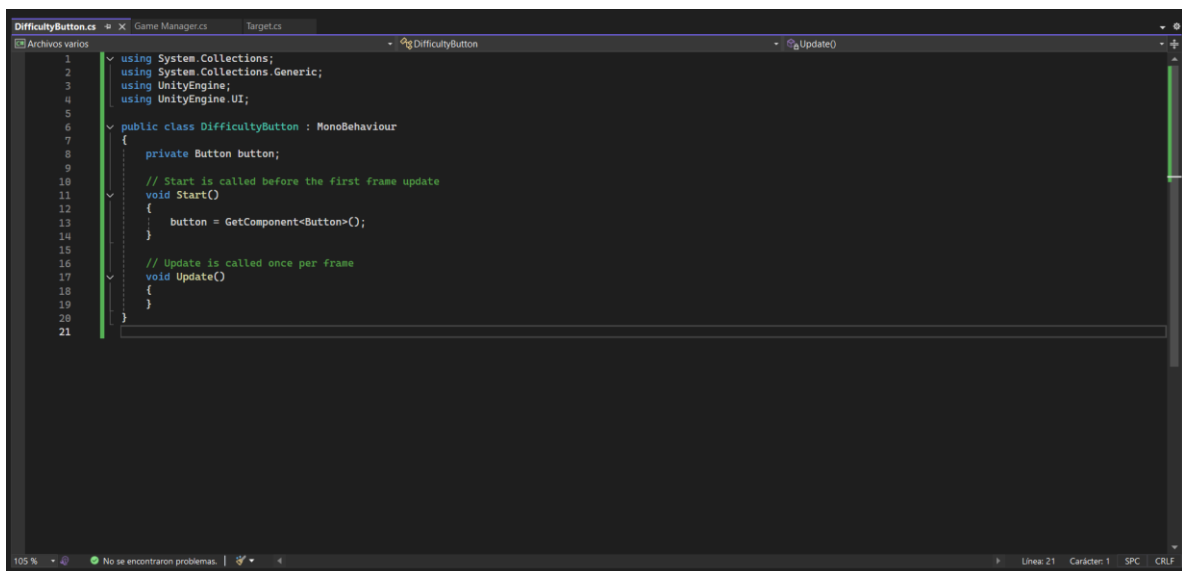 DifficultyButton.cs Game Manager.cs Target.cs
Archivos varios DifficultyButton Update()
1 using System.Collections;
2 using System.Collections.Generic;
3 using UnityEngine;
4 using UnityEngine.UI;
5
6 public class DifficultyButton : MonoBehaviour
7 {
8 private Button button;
9
10 // Start is called before the first frame update
11 void Start()
12 {
13 button = GetComponent<Button>();
14 }
15
16 // Update is called once per frame
17 void Update()
18 {
19 }
20 }
21
105 % No se encontraron problemas. Línea: 21 Carácter: 1 SPC CRLF